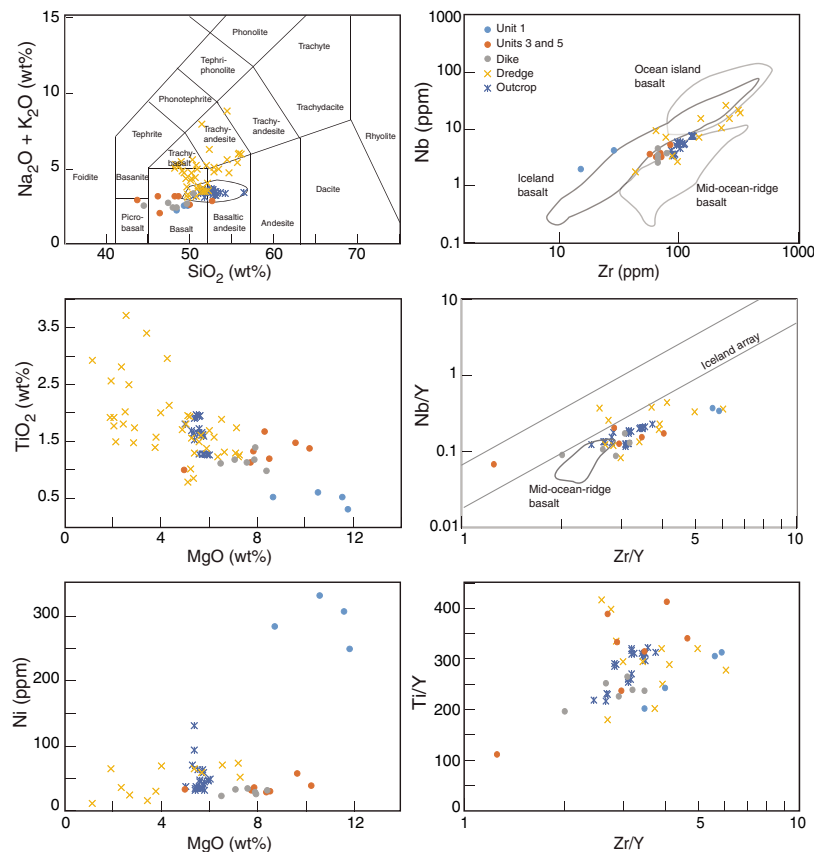 15
10
5
0
Na2O + K2O (wt%)
Phonolite
Trachyte
Tephri-
phonolite
Phonotephrite
Trachydacite
Tephrite
Trachy-
andesite
Trachy-
andesite
Rhyolite
Trachy-
basalt
Foidite
Basanite
Dacite
Picro-
basalt
Basalt
Basaltic
andesite
Andesite
40
50
60
70
SiO2 (wt%)
Unit 1
Units 3 and 5
Dike
Dredge
Outcrop
Ocean island
basalt
Iceland
basalt
Mid-ocean-ridge
basalt
100
10
1
0.1
Nb (ppm)
10
100
1000
Zr (ppm)
3.5
2.5
1.5
0.5
TiO2 (wt%)
0
4
8
12
MgO (wt%)
10
1
0.1
0.01
Nb/Y
Iceland array
Mid-ocean-ridge
basalt
1
10
Zr/Y
300
200
100
0
Ni (ppm)
0
4
8
12
MgO (wt%)
400
300
200
100
0
Ti/Y
1
5
10
Zr/Y